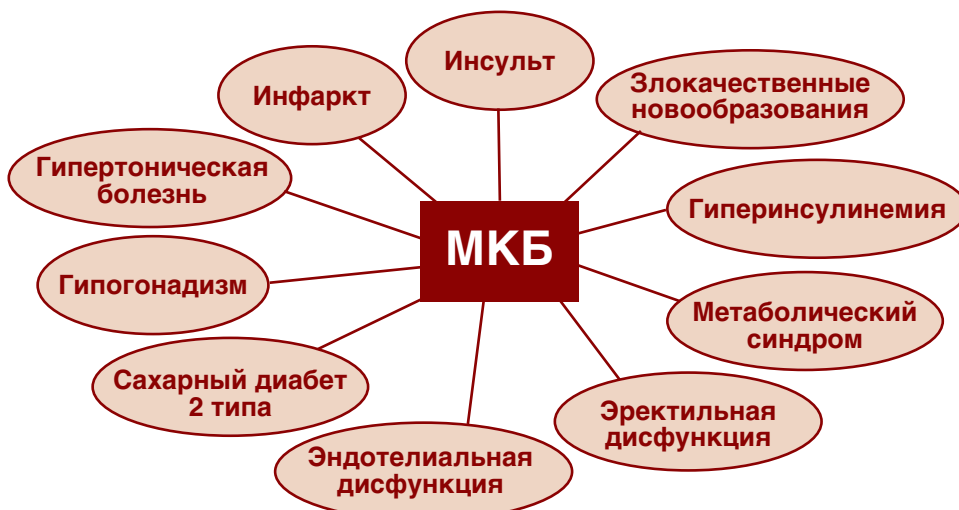 Инсульт
Инфаркт
Злокачественные
новообразования
Гипертоническая
болезнь
Гиперинсулинемия
МКБ
Гипогонадизм
Метаболический
синдром
Сахарный диабет
2 типа
Эректильная
дисфункция
Эндотелиальная
дисфункция